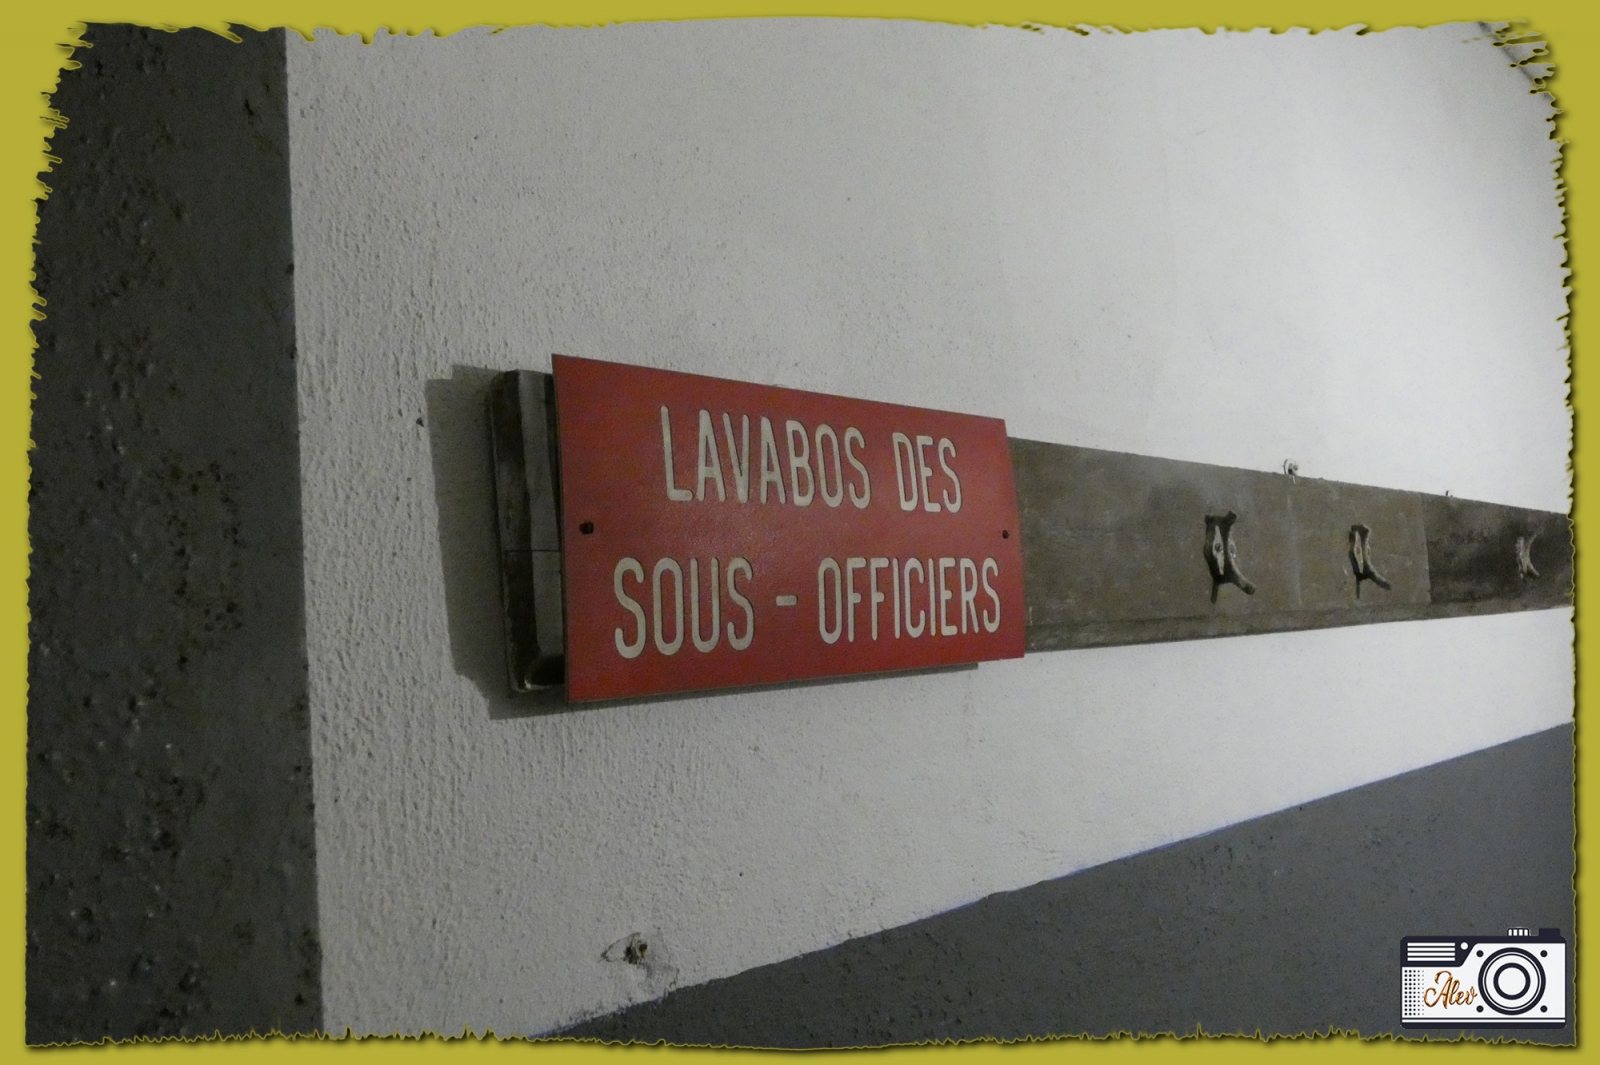 LAVABOS DES
SOUS - OFFICIERS
Alev